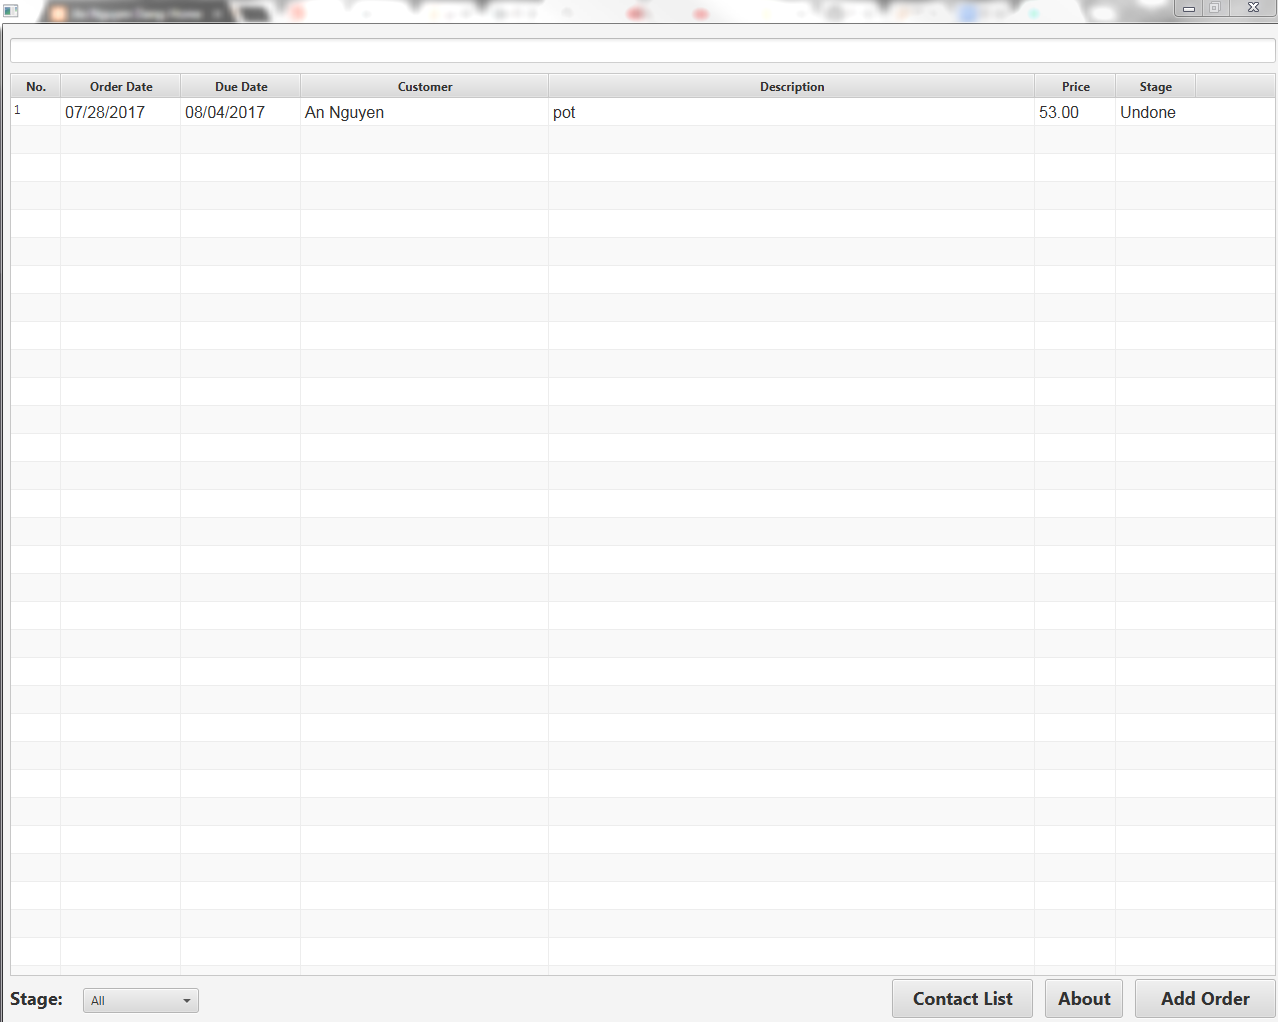 No. Order Date Due Date Customer Description Price Stage
1 07/28/2017 08/04/2017 An Nguyen pot 53.00 Undone
Stage: All Contact List About Add Order